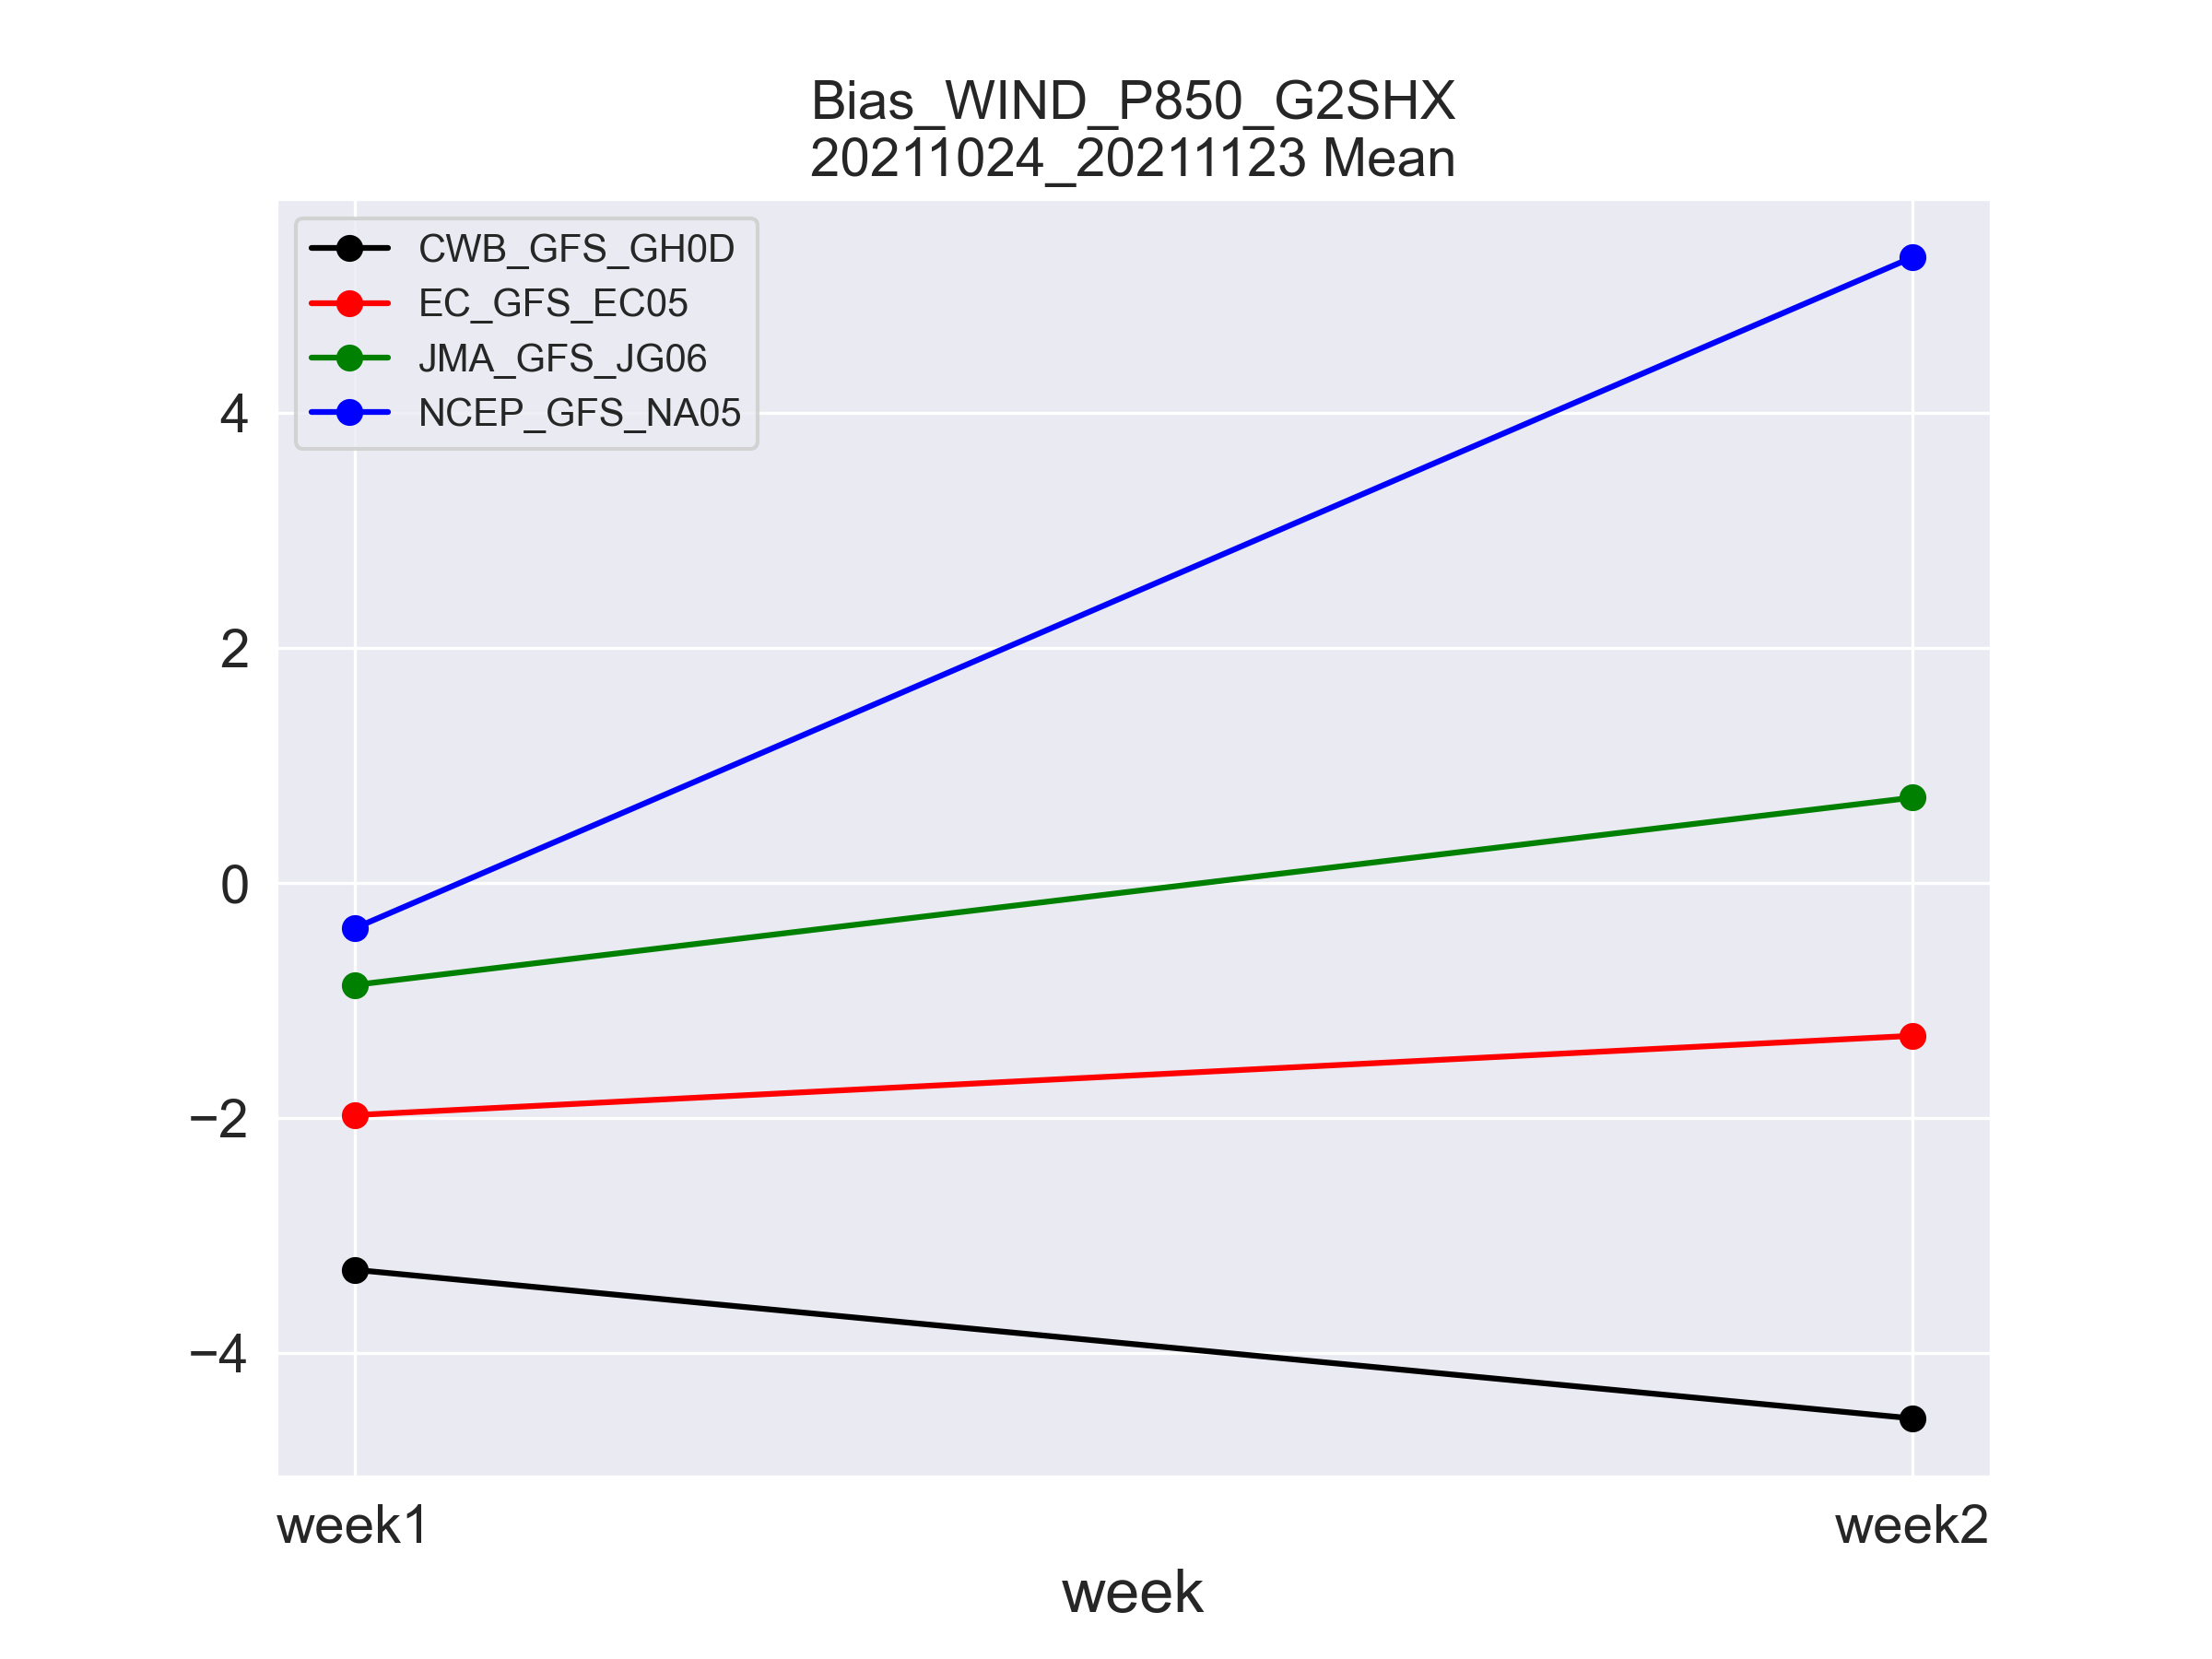 Bias_WIND_P850_G2SHX
20211024_20211123 Mean
CWB_GFS_GH0D
EC_GFS_EC05
JMA_GFS_JG06
NCEP_GFS_NA05
4
2
0
−2
−4
week1
week2
week